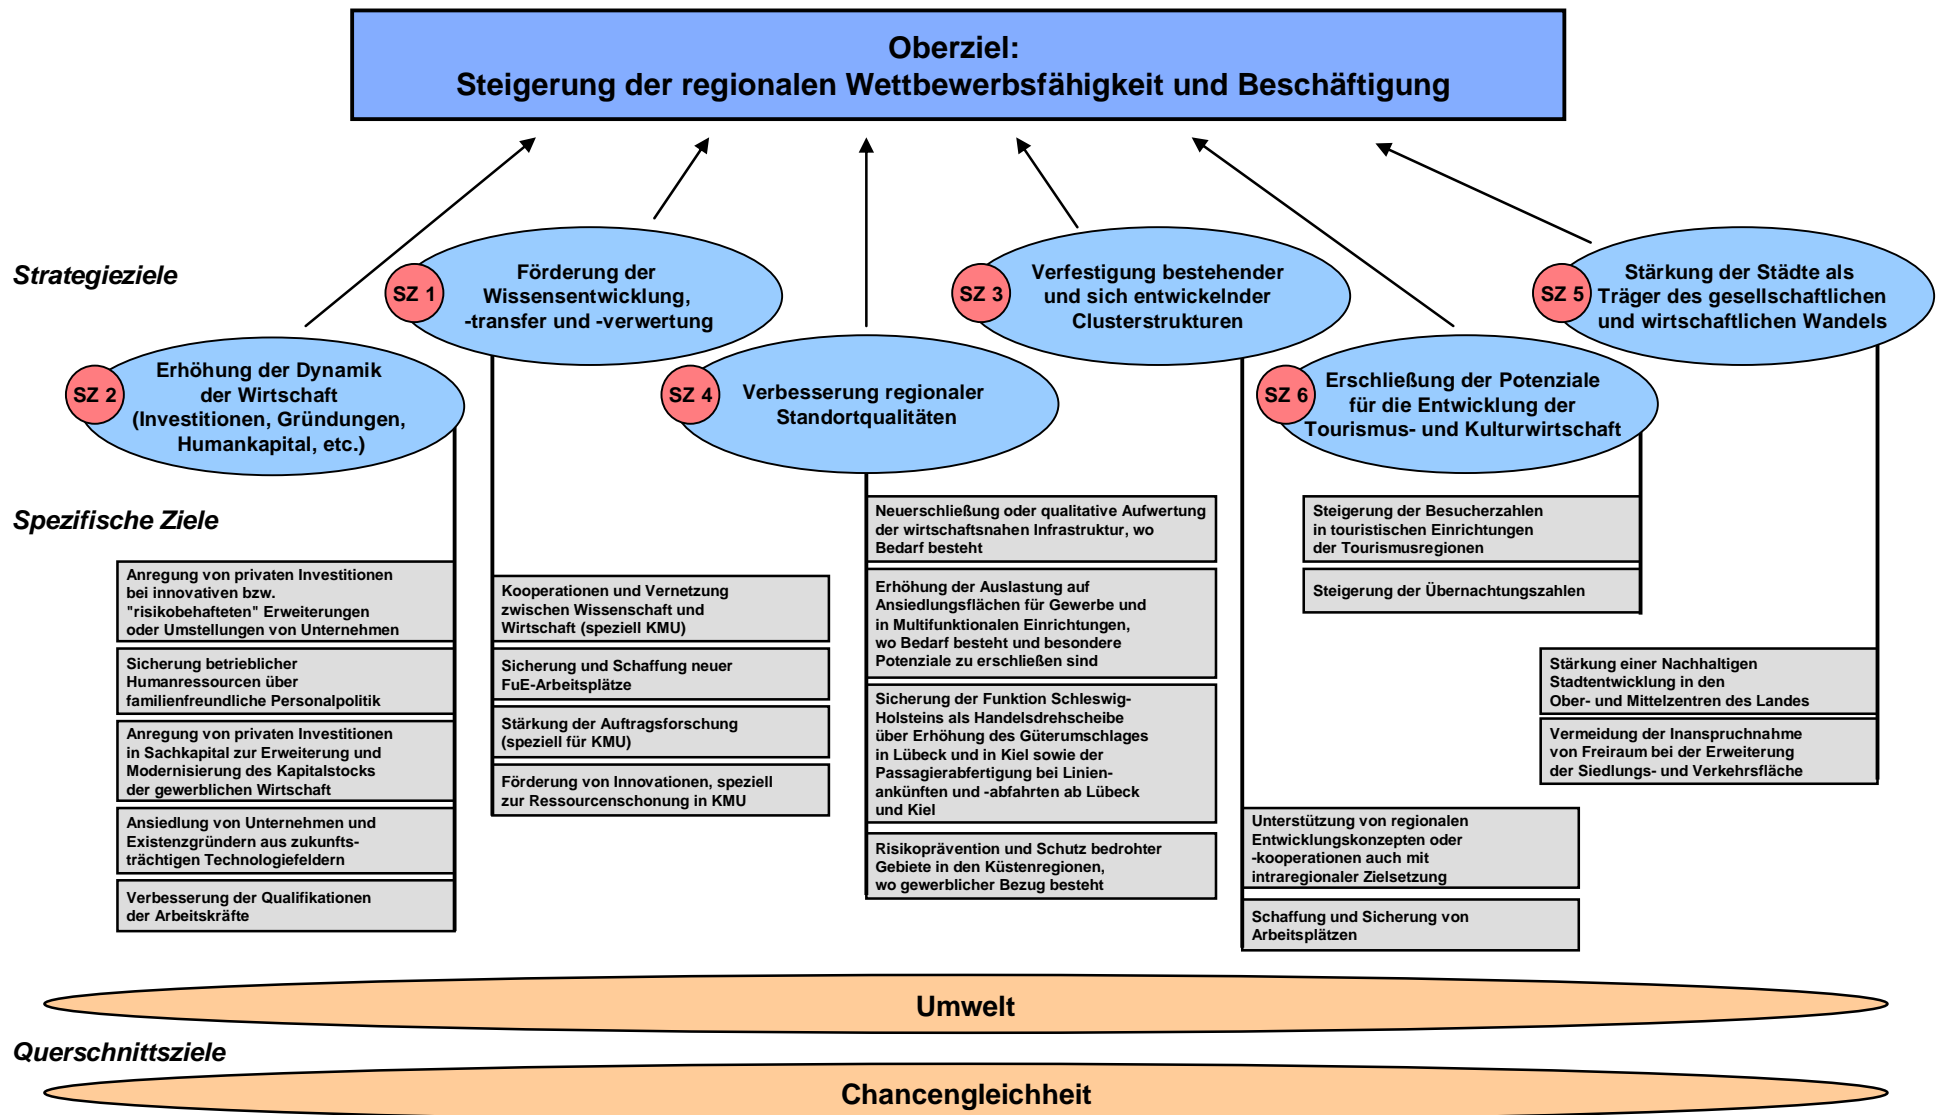 Oberziel:
Steigerung der regionalen Wettbewerbsfähigkeit und Beschäftigung
Strategieziele
SZ 1
Förderung der
Wissensentwicklung,
-transfer und -verwertung
SZ 3
Verfestigung bestehender
und sich entwickelnder
Clusterstrukturen
SZ 5
Stärkung der Städte als
Träger des gesellschaftlichen
und wirtschaftlichen Wandels
SZ 2
Erhöhung der Dynamik
der Wirtschaft
(Investitionen, Gründungen,
Humankapital, etc.)
SZ 4
Verbesserung regionaler
Standortqualitäten
SZ 6
Erschließung der Potenziale
für die Entwicklung der
Tourismus- und Kulturwirtschaft
Spezifische Ziele
Anregung von privaten Investitionen
bei innovativen bzw.
"risikobehafteten" Erweiterungen
oder Umstellungen von Unternehmen
Sicherung betrieblicher
Humanressourcen über
familienfreundliche Personalpolitik
Anregung von privaten Investitionen
in Sachkapital zur Erweiterung und
Modernisierung des Kapitalstocks
der gewerblichen Wirtschaft
Ansiedlung von Unternehmen und
Existenzgründern aus zukunfts-
trächtigen Technologiefeldern
Verbesserung der Qualifikationen
der Arbeitskräfte
Kooperationen und Vernetzung
zwischen Wissenschaft und
Wirtschaft (speziell KMU)
Sicherung und Schaffung neuer
FuE-Arbeitsplätze
Stärkung der Auftragsforschung
(speziell für KMU)
Förderung von Innovationen, speziell
zur Ressourcenschonung in KMU
Neuerschließung oder qualitative Aufwertung
der wirtschaftsnahen Infrastruktur, wo
Bedarf besteht
Erhöhung der Auslastung auf
Ansiedlungsflächen für Gewerbe und
in Multifunktionalen Einrichtungen,
wo Bedarf besteht und besondere
Potenziale zu erschließen sind
Sicherung der Funktion Schleswig-
Holsteins als Handelsdrehscheibe
über Erhöhung des Güterumschlages
in Lübeck und in Kiel sowie der
Passagierabfertigung bei Linien-
ankünften und -abfahrten ab Lübeck
und Kiel
Risikoprävention und Schutz bedrohter
Gebiete in den Küstenregionen,
wo gewerblicher Bezug besteht
Steigerung der Besucherzahlen
in touristischen Einrichtungen
der Tourismusregionen
Steigerung der Übernachtungszahlen
Stärkung einer Nachhaltigen
Stadtentwicklung in den
Ober- und Mittelzentren des Landes
Vermeidung der Inanspruchnahme
von Freiraum bei der Erweiterung
der Siedlungs- und Verkehrsfläche
Unterstützung von regionalen
Entwicklungskonzepten oder
-kooperationen auch mit
intraregionaler Zielsetzung
Schaffung und Sicherung von
Arbeitsplätzen
Umwelt
Querschnittsziele
Chancengleichheit